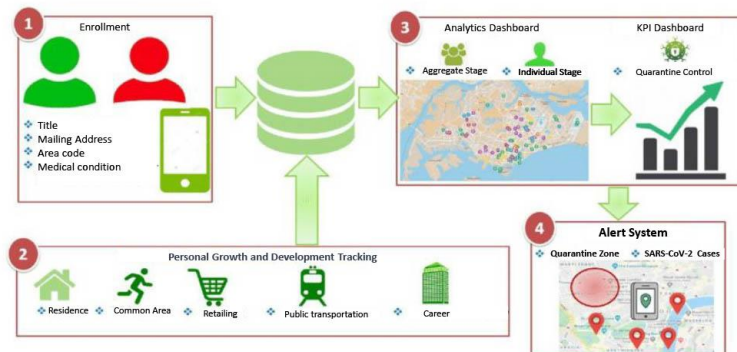 1
Enrollment
Title
Mailing Address
Area code
Medical condition
3
Analytics Dashboard
KPI Dashboard
Aggregate Stage
Individual Stage
Quarantine Control
2
Personal Growth and Development Tracking
Residence
Common Area
Retailing
Public transportation
Career
4
Alert System
Quarantine Zone
SARS-CoV-2 Cases